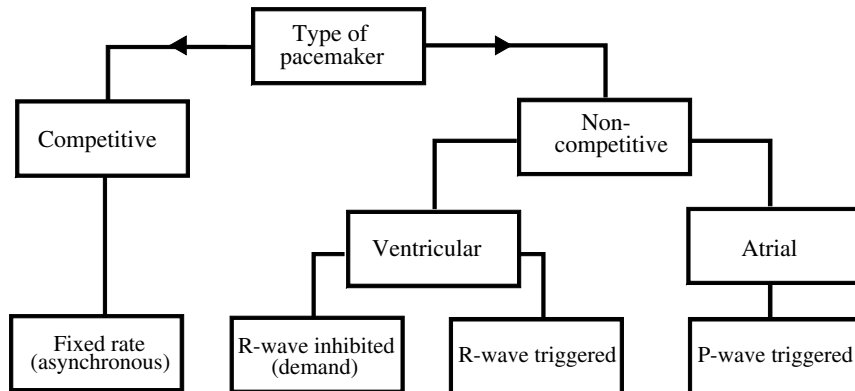 Type of
pacemaker
Competitive
Non-
competitive
Ventricular
Atrial
Fixed rate
(asynchronous)
R-wave inhibited
(demand)
R-wave triggered
P-wave triggered